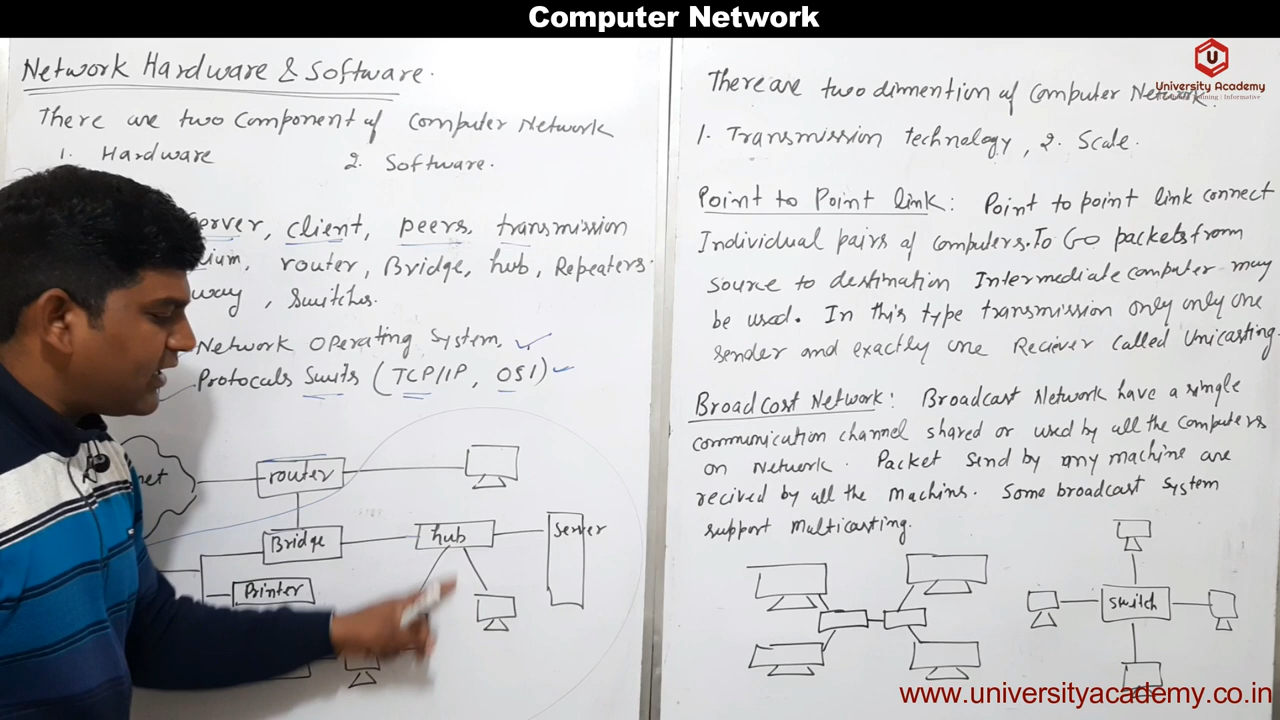 Computer Network
Network Hardware & Software.
There are two component of computer Network
1. Hardware 2. Software.
server, client, peers, transmission
ium, router, Bridge, hub, Repeaters.
way, switches.
Network Operating System.
Protocals Suits (TCP/IP, OSI)
net
router
Bridge
hub
server
Printer
U
University Academy
There are two dimention of Computer Network.
1. Transmission technology, 2. Scale.
Point to Point link: Point to point link connect
Individual pairs of computers. To Go packets from
source to destination Intermediate computer may
be used. In this type transmission only only one
sender and exactly one Reciever called Unicasting.
Broadcost Network: Broadcast Network have a single
communication channel shared or used by all the computers
on Network. Packet send by any machine are
recived by all the machins. Some broadcast system
support multicasting.
switch
www.universityacademy.co.in